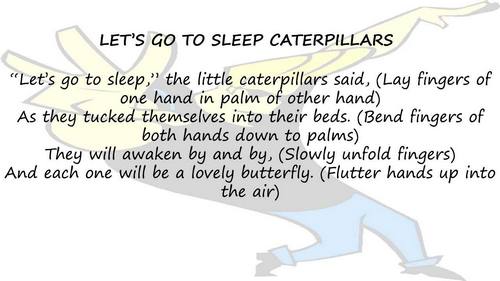 LET’S GO TO SLEEP CATERPILLARS
“Let’s go to sleep,” the little caterpillars said, (Lay fingers of
one hand in palm of other hand)
As they tucked themselves into their beds. (Bend fingers of
both hands down to palms)
They will awaken by and by, (Slowly unfold fingers)
And each one will be a lovely butterfly. (Flutter hands up into
the air)